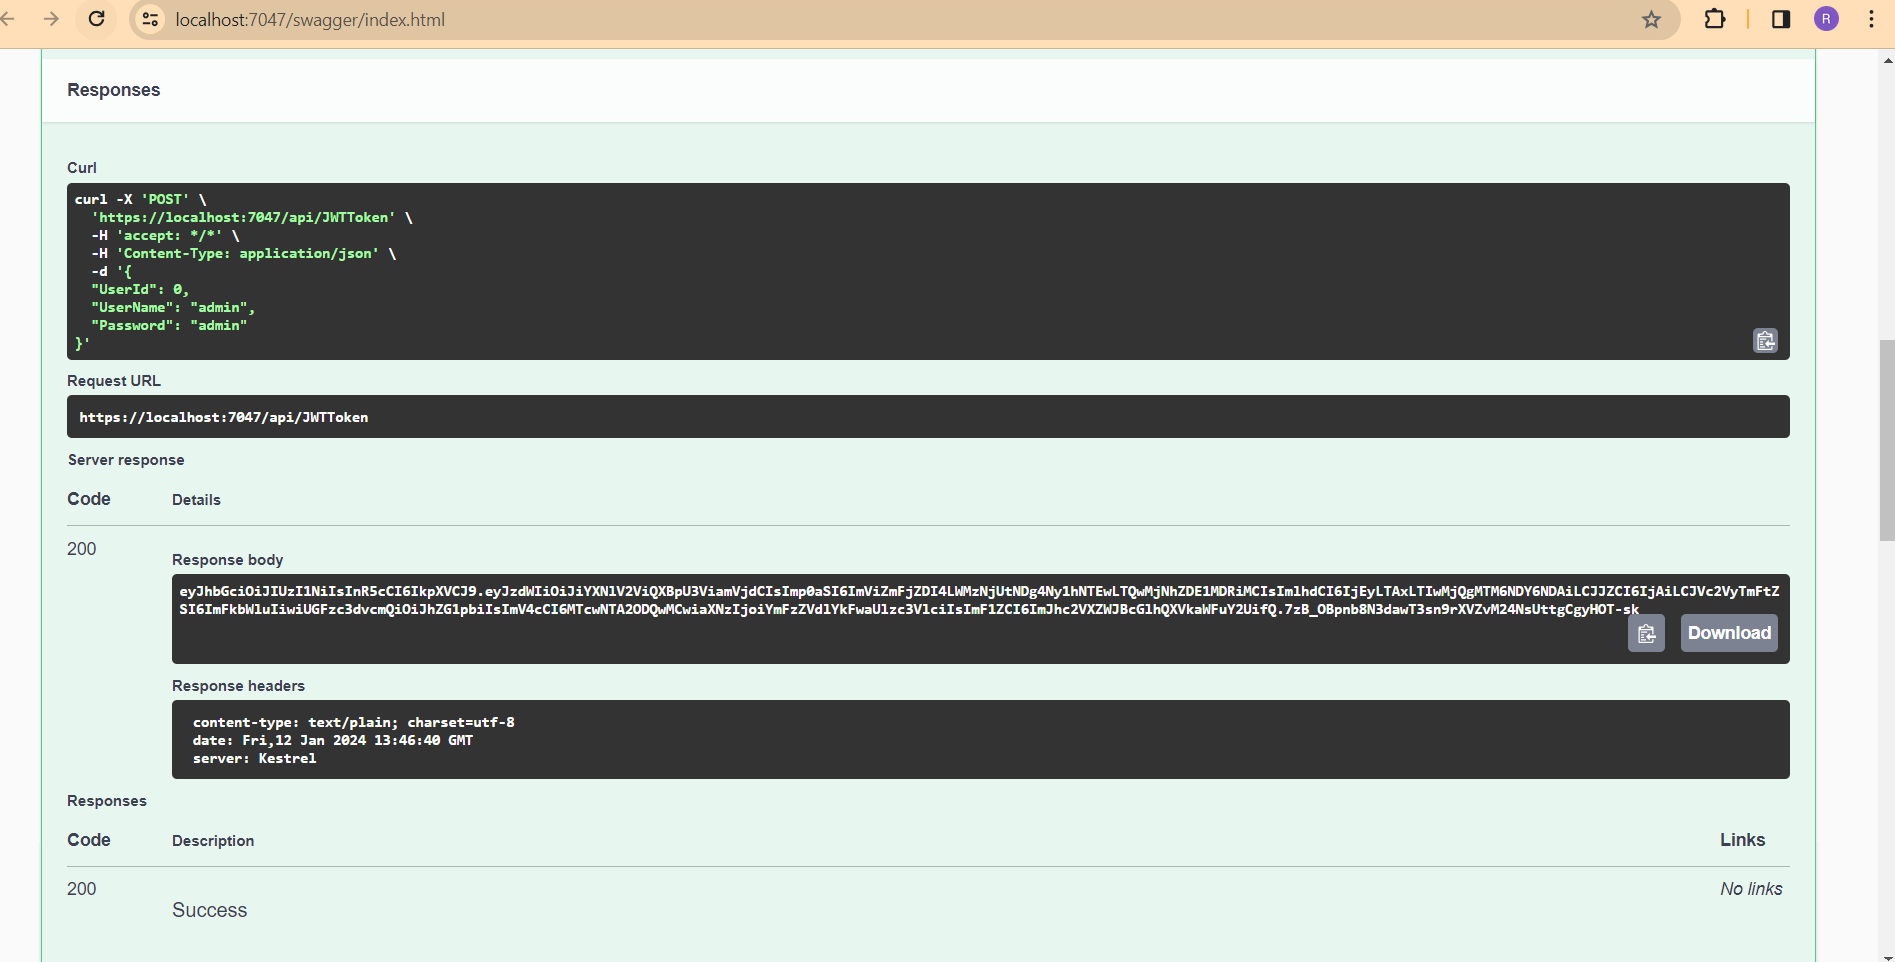 localhost:7047/swagger/index.html
R
Responses
Curl
curl -X 'POST' \
'https://localhost:7047/api/JWTToken' \
-H 'accept: */*' \
-H 'Content-Type: application/json' \
-d '{
"UserId": 0,
"UserName": "admin",
"Password": "admin"
}'
Request URL
https://localhost:7047/api/JWTToken
Server response
Code Details
200
Response body
eyJhbGciOiJIUzI1NiIsInR5cCI6IkpXVCJ9.eyJzdWIiOiJiYXNlV2ViQXBpU3ViamVjdCIsImp0aSI6ImViZmFjZDI4LWMzNjUtNDg4Ny1hNTEwLTQwMjNhZDE1MDRiMCIsImlhdCI6IjEyLTAxLTIwMjQgMTM6NDY6NDAiLCJJZCI6IjAiLCJVc2VyTmFtZ
SI6ImFkbWluIiwiUGFzc3dvcmQiOiJhZG1pbiIsImV4cCI6MTcwNTA2ODQwMCwiaXNzIjoiYmFzZVdlYkFwaUlzc3VlciIsImF1ZCI6ImJhc2VXZWJBcGlhQXVkaWFuY2UifQ.7zB_OBpnb8N3dawT3sn9rXVZvM24NsUttgCgyHOT-sk
Download
Response headers
content-type: text/plain; charset=utf-8
date: Fri,12 Jan 2024 13:46:40 GMT
server: Kestrel
Responses
Code Description Links
200 No links
Success